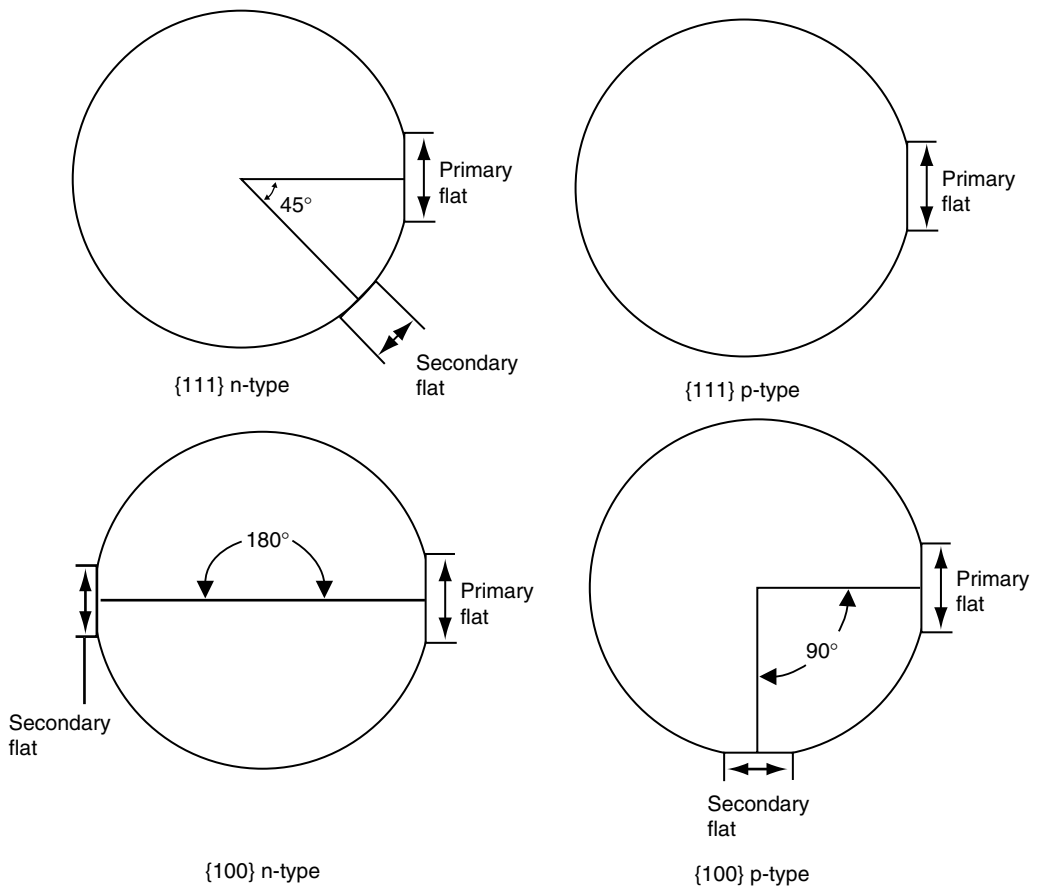 Primary
flat
45°
Secondary
flat
{111} n-type
Primary
flat
{111} p-type
180°
Primary
flat
Secondary
flat
{100} n-type
Primary
flat
90°
Secondary
flat
{100} p-type